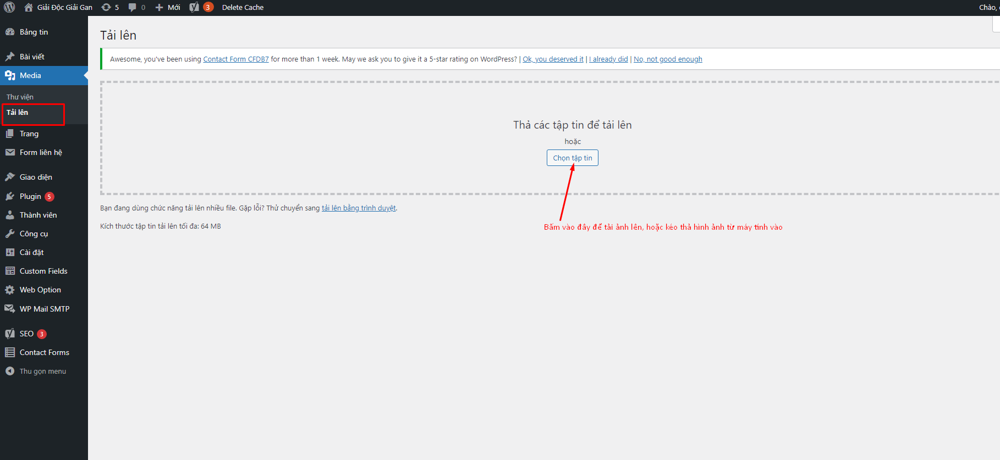 Giải Độc Giải Gan 5 0 Mới 3 Delete Cache Chào,
Bảng tin
Bài viết
Media
Thư viện
Tải lên
Trang
Form liên hệ
Giao diện
Plugin 5
Thành viên
Công cụ
Cài đặt
Custom Fields
Web Option
WP Mail SMTP
SEO 3
Contact Forms
Thu gọn menu
Tải lên
Awesome, you've been using Contact Form CFDB7 for more than 1 week. May we ask you to give it a 5-star rating on WordPress? | Ok, you deserved it | I already did | No, not good enough
Thả các tập tin để tải lên
hoặc
Chọn tập tin
Bạn đang dùng chức năng tải lên nhiều file. Gặp lỗi? Thử chuyển sang tải lên bằng trình duyệt.
Kích thước tập tin tải lên tối đa: 64 MB
Bấm vào đây để tải ảnh lên, hoặc kéo thả hình ảnh từ máy tính vào